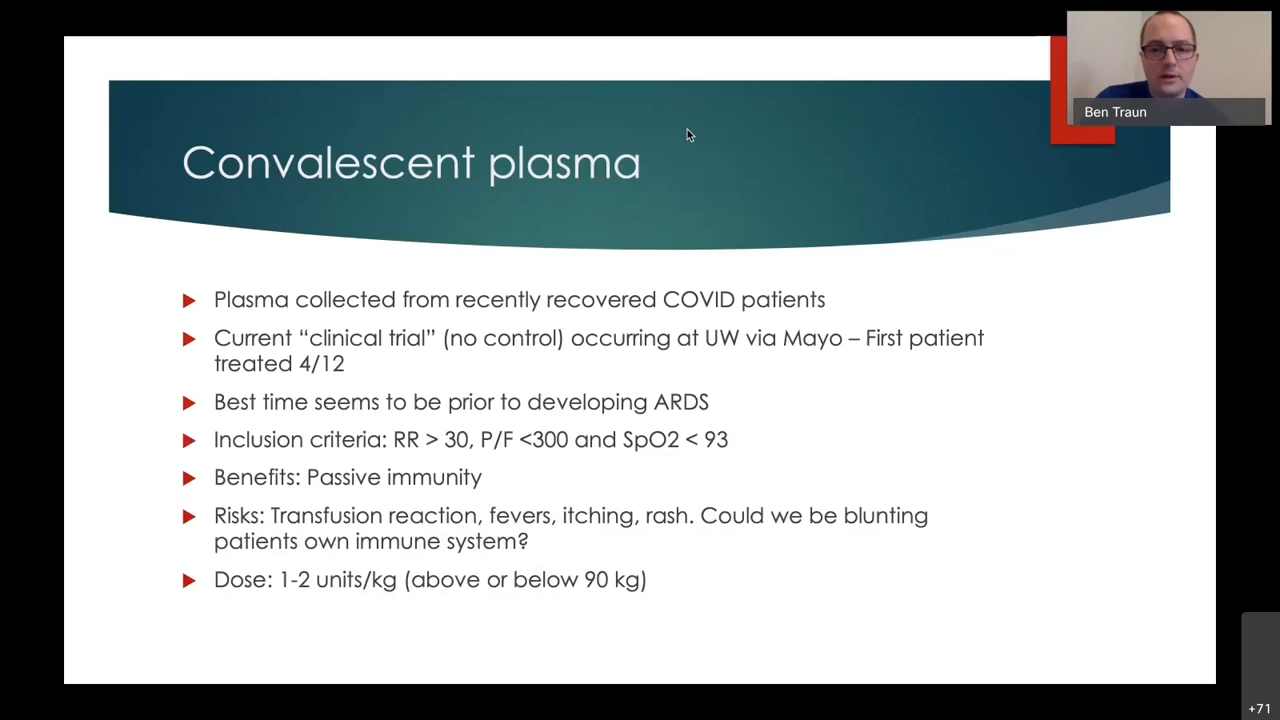 Ben Traun
Convalescent plasma
Plasma collected from recently recovered COVID patients
Current “clinical trial” (no control) occurring at UW via Mayo – First patient
treated 4/12
Best time seems to be prior to developing ARDS
Inclusion criteria: RR > 30, P/F <300 and SpO2 < 93
Benefits: Passive immunity
Risks: Transfusion reaction, fevers, itching, rash. Could we be blunting
patients own immune system?
Dose: 1-2 units/kg (above or below 90 kg)
+71